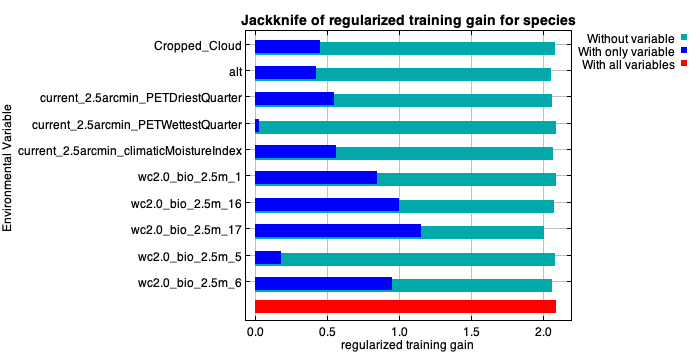 Jackknife of regularized training gain for species
Without variable
With only variable
With all variables
Environmental Variable
Cropped_Cloud
alt
current_2.5arcmin_PETDriestQuarter
current_2.5arcmin_PETWettestQuarter
current_2.5arcmin_climaticMoistureIndex
wc2.0_bio_2.5m_1
wc2.0_bio_2.5m_16
wc2.0_bio_2.5m_17
wc2.0_bio_2.5m_5
wc2.0_bio_2.5m_6
0.0 0.5 1.0 1.5 2.0
regularized training gain